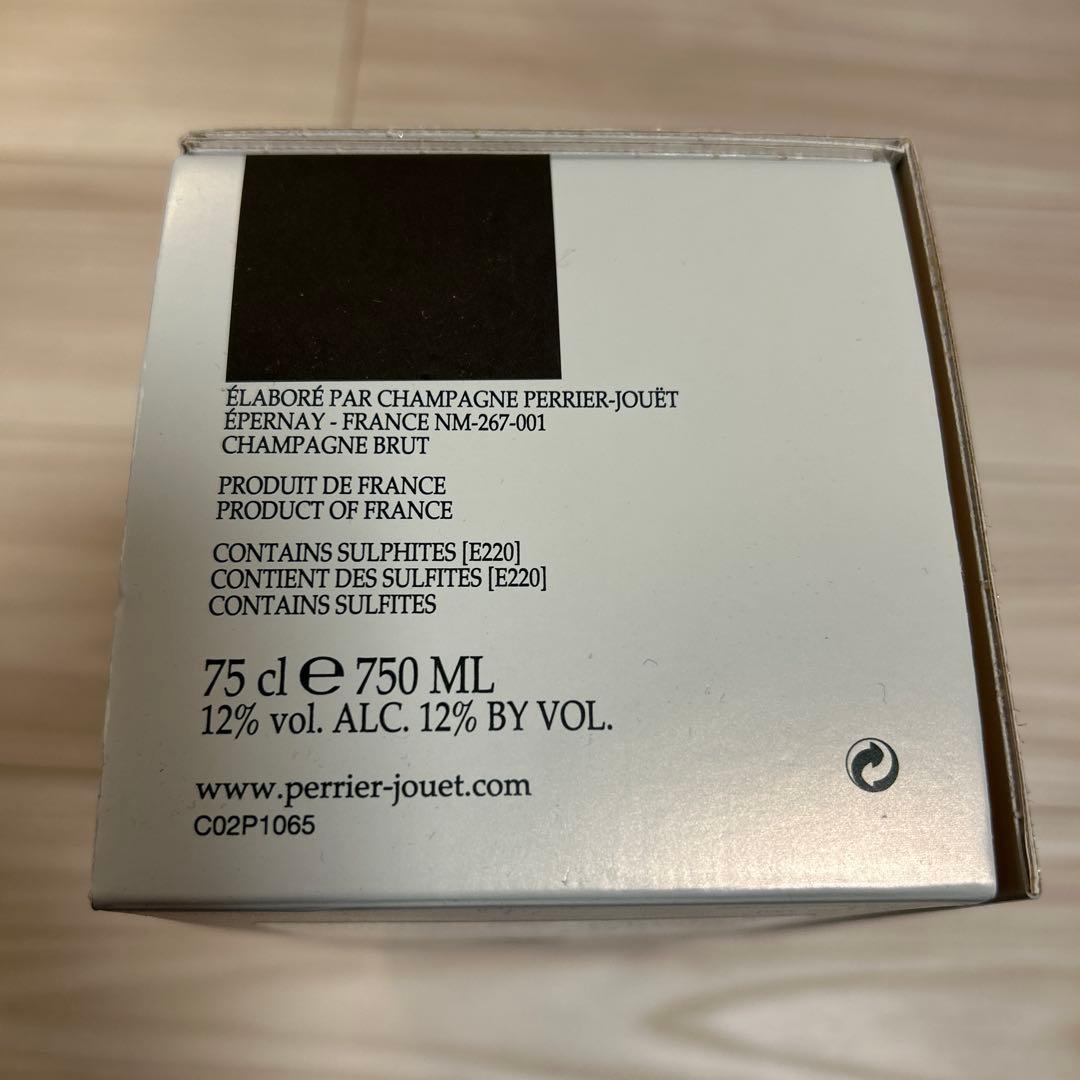 ÉLABORÉ PAR CHAMPAGNE PERRIER-JOUËT
ÉPERNAY - FRANCE NM-267-001
CHAMPAGNE BRUT
PRODUIT DE FRANCE
PRODUCT OF FRANCE
CONTAINS SULPHITES [E220]
CONTIENT DES SULFITES [E220]
CONTAINS SULFITES
75 cl e 750 ML
12% vol. ALC. 12% BY VOL.
www.perrier-jouet.com
C02P1065